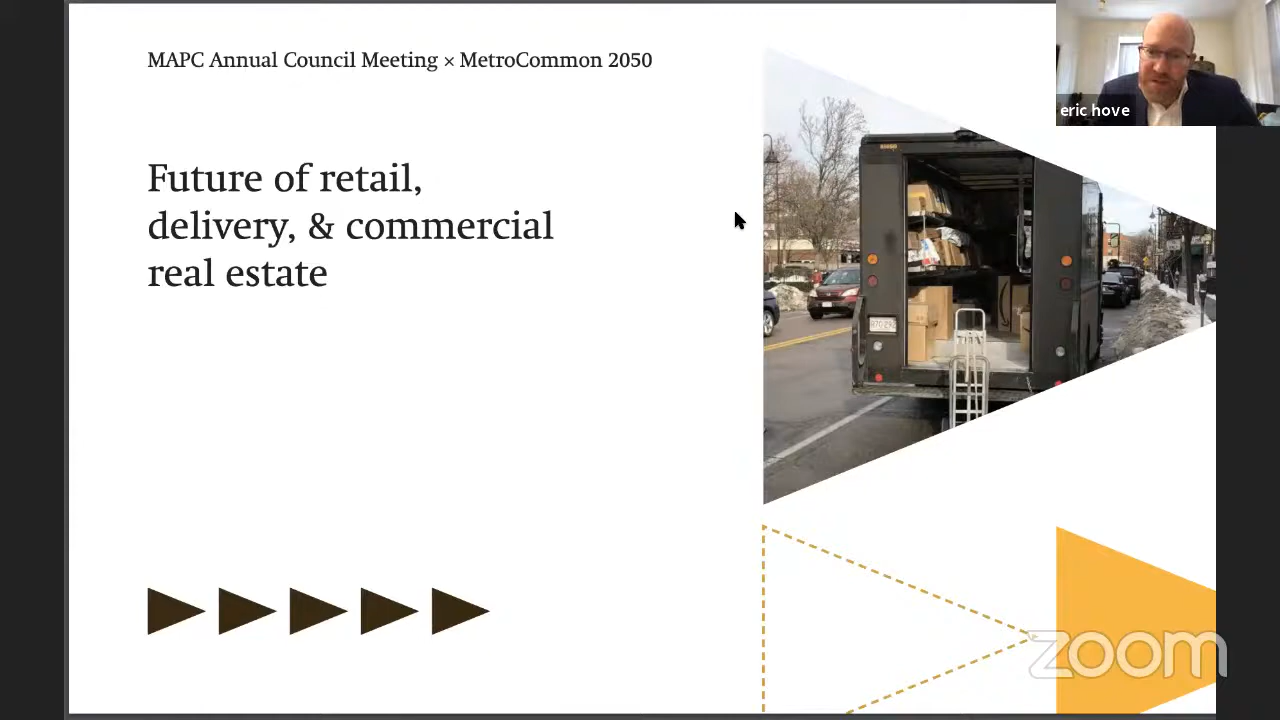 MAPC Annual Council Meeting × MetroCommon 2050
eric hove
Future of retail,
delivery, & commercial
real estate
zoom